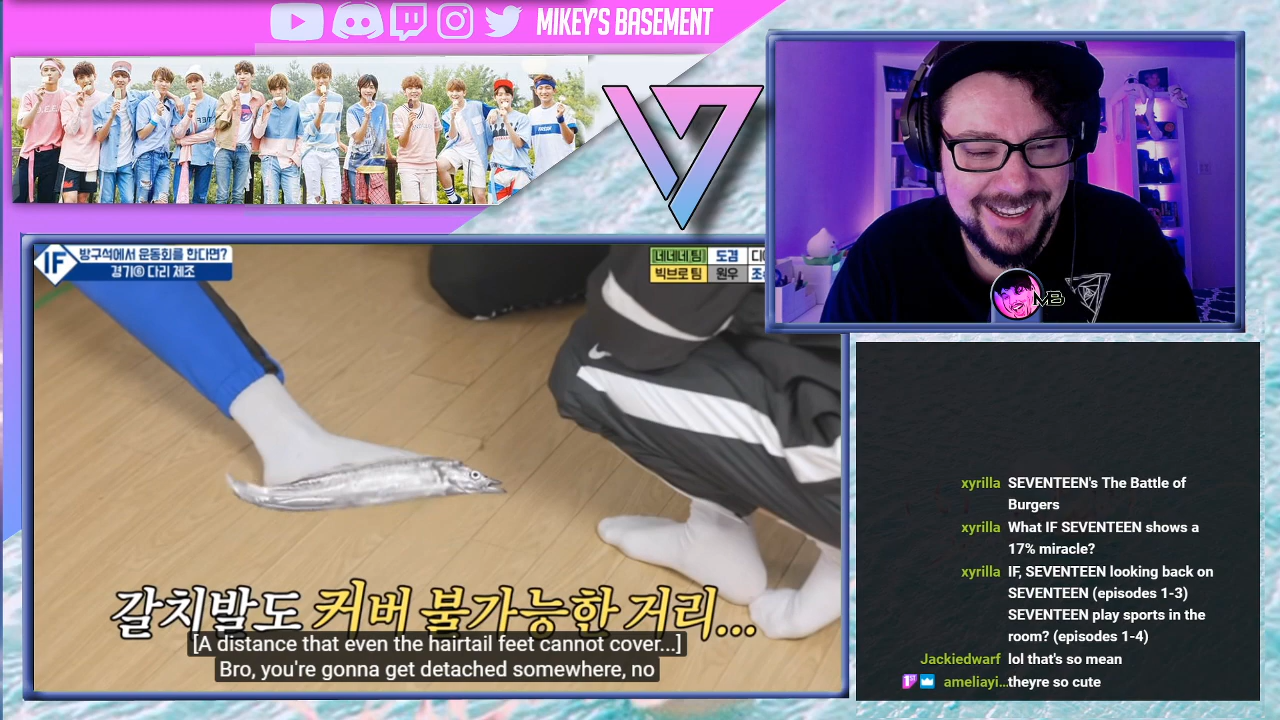 MIKEY'S BASEMENT
IF
방구석에서 운동회를 한다면?
경기⑥ 다리 제조
네네네 팀 도겸
빅브로 팀 원우
갈치발도 커버 불가능한 거리...
[A distance that even the hairtail feet cannot cover...]
Bro, you're gonna get detached somewhere, no
MB
xyrilla SEVENTEEN's The Battle of
Burgers
xyrilla What IF SEVENTEEN shows a
17% miracle?
xyrilla IF, SEVENTEEN looking back on
SEVENTEEN (episodes 1-3)
SEVENTEEN play sports in the
room? (episodes 1-4)
Jackiedwarf lol that's so mean
ameliayi... theyre so cute